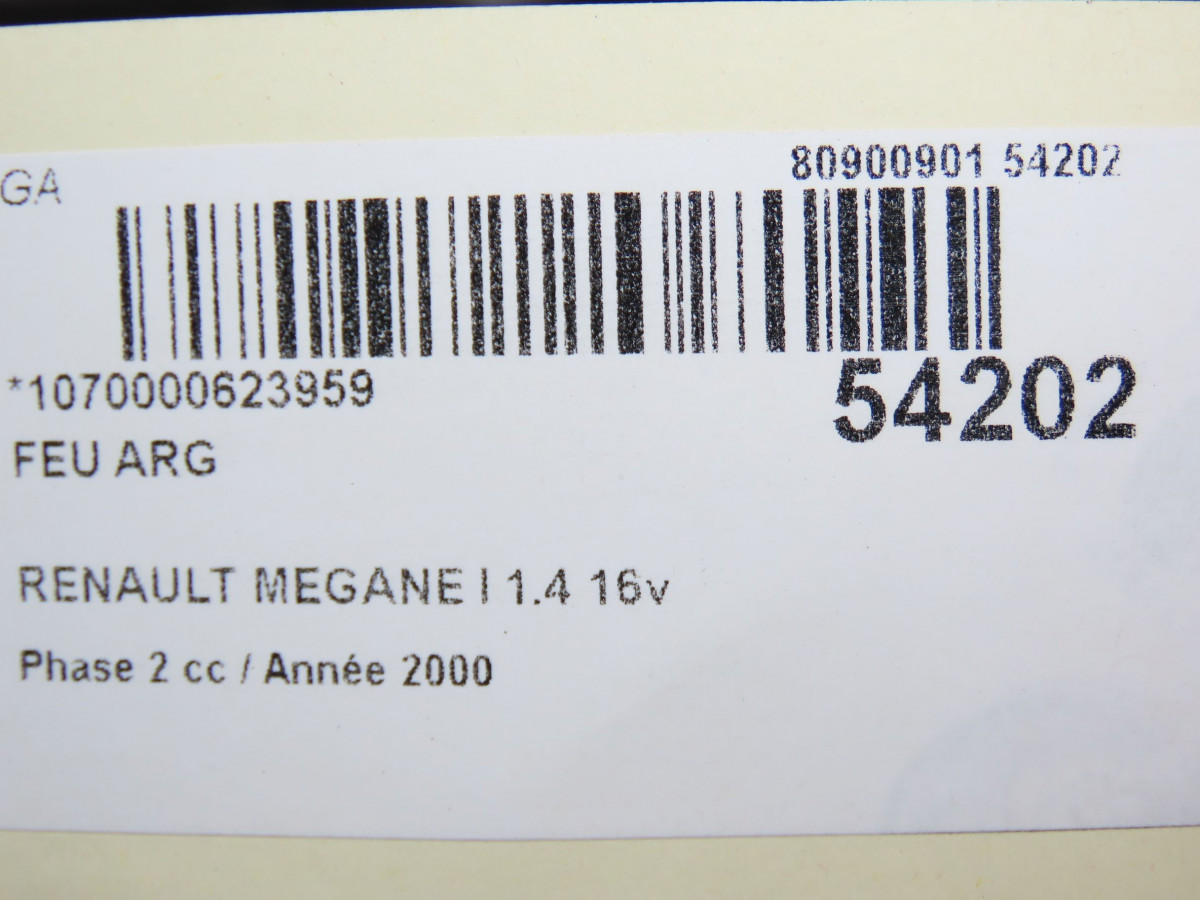 GA
80900901 54202
*1070000623959
54202
FEU ARG
RENAULT MEGANE I 1.4 16v
Phase 2 cc / Année 2000